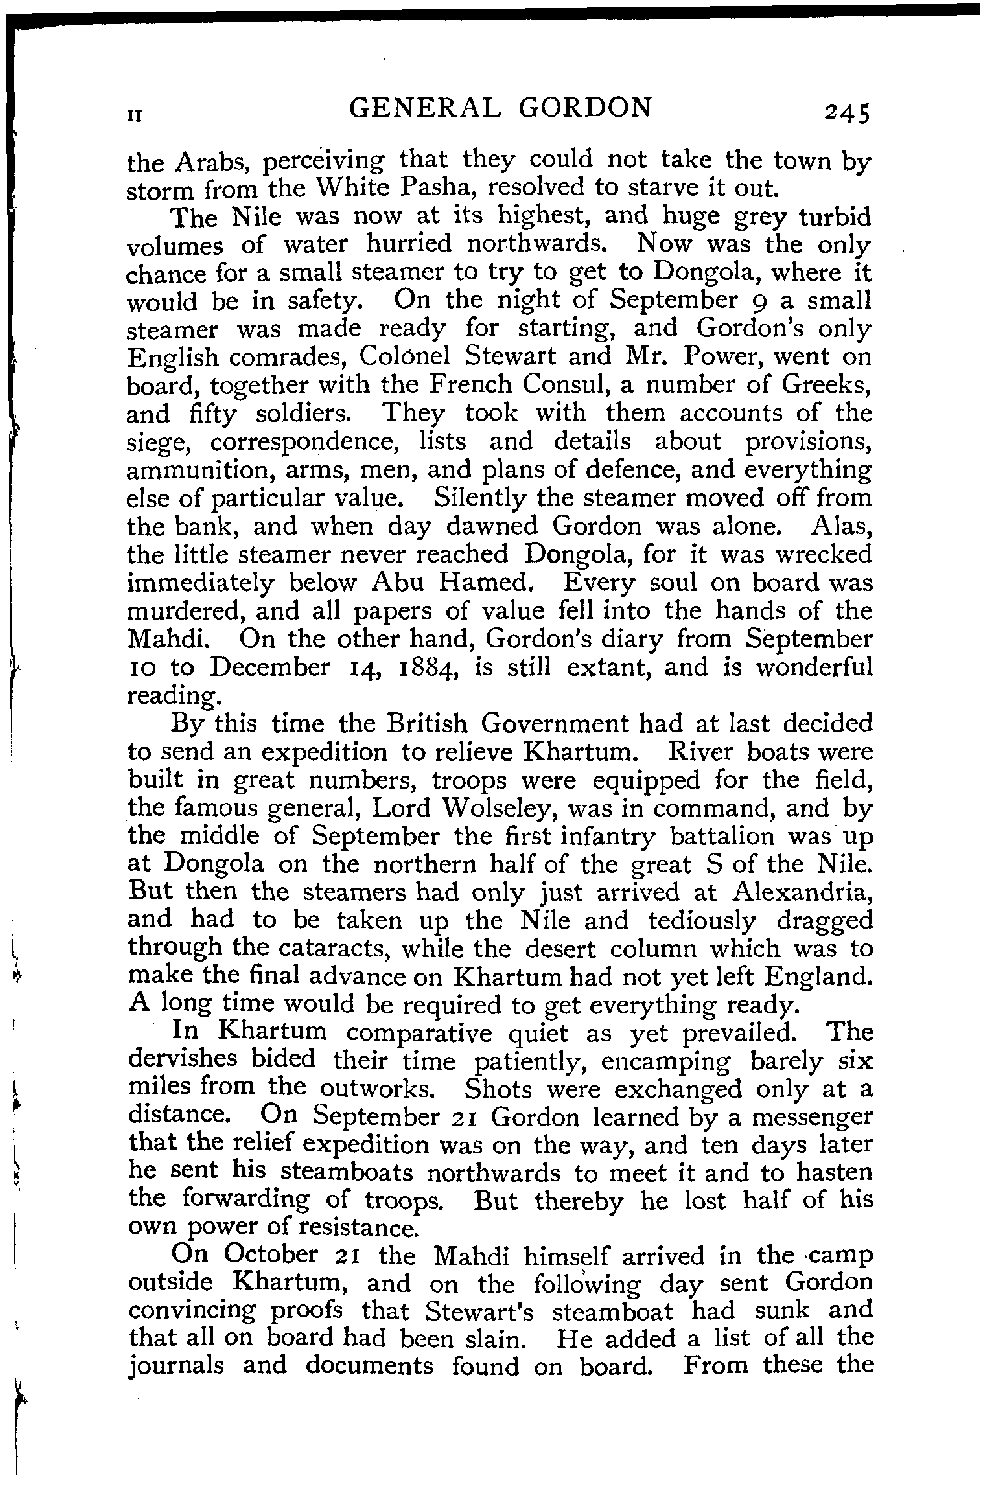 II GENERAL GORDON 245
the Arabs, perceiving that they could not take the town by
storm from the White Pasha, resolved to starve it out.
The Nile was now at its highest, and huge grey turbid
volumes of water hurried northwards. Now was the only
chance for a small steamer to try to get to Dongola, where it
would be in safety. On the night of September 9 a small
steamer was made ready for starting, and Gordon's only
English comrades, Colonel Stewart and Mr. Power, went on
board, together with the French Consul, a number of Greeks,
and fifty soldiers. They took with them accounts of the
siege, correspondence, lists and details about provisions,
ammunition, arms, men, and plans of defence, and everything
else of particular value. Silently the steamer moved off from
the bank, and when day dawned Gordon was alone. Alas,
the little steamer never reached Dongola, for it was wrecked
immediately below Abu Hamed. Every soul on board was
murdered, and all papers of value fell into the hands of the
Mahdi. On the other hand, Gordon's diary from September
10 to December 14, 1884, is still extant, and is wonderful
reading.
By this time the British Government had at last decided
to send an expedition to relieve Khartum. River boats were
built in great numbers, troops were equipped for the field,
the famous general, Lord Wolseley, was in command, and by
the middle of September the first infantry battalion was up
at Dongola on the northern half of the great S of the Nile.
But then the steamers had only just arrived at Alexandria,
and had to be taken up the Nile and tediously dragged
through the cataracts, while the desert column which was to
make the final advance on Khartum had not yet left England.
A long time would be required to get everything ready.
In Khartum comparative quiet as yet prevailed. The
dervishes bided their time patiently, encamping barely six
miles from the outworks. Shots were exchanged only at a
distance. On September 21 Gordon learned by a messenger
that the relief expedition was on the way, and ten days later
he sent his steamboats northwards to meet it and to hasten
the forwarding of troops. But thereby he lost half of his
own power of resistance.
On October 21 the Mahdi himself arrived in the camp
outside Khartum, and on the following day sent Gordon
convincing proofs that Stewart's steamboat had sunk and
that all on board had been slain. He added a list of all the
journals and documents found on board. From these the